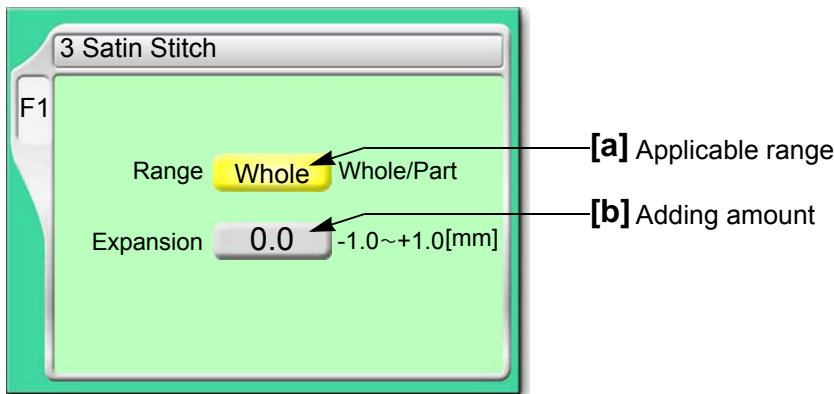 3 Satin Stitch
F1
Range Whole Whole/Part
[a] Applicable range
Expansion 0.0 -1.0~+1.0[mm]
[b] Adding amount